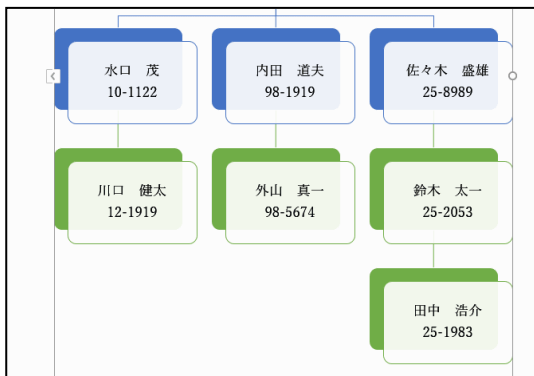 水口　茂
10-1122
内田　道夫
98-1919
佐々木　盛雄
25-8989
川口　健太
12-1919
外山　真一
98-5674
鈴木　太一
25-2053
田中　浩介
25-1983